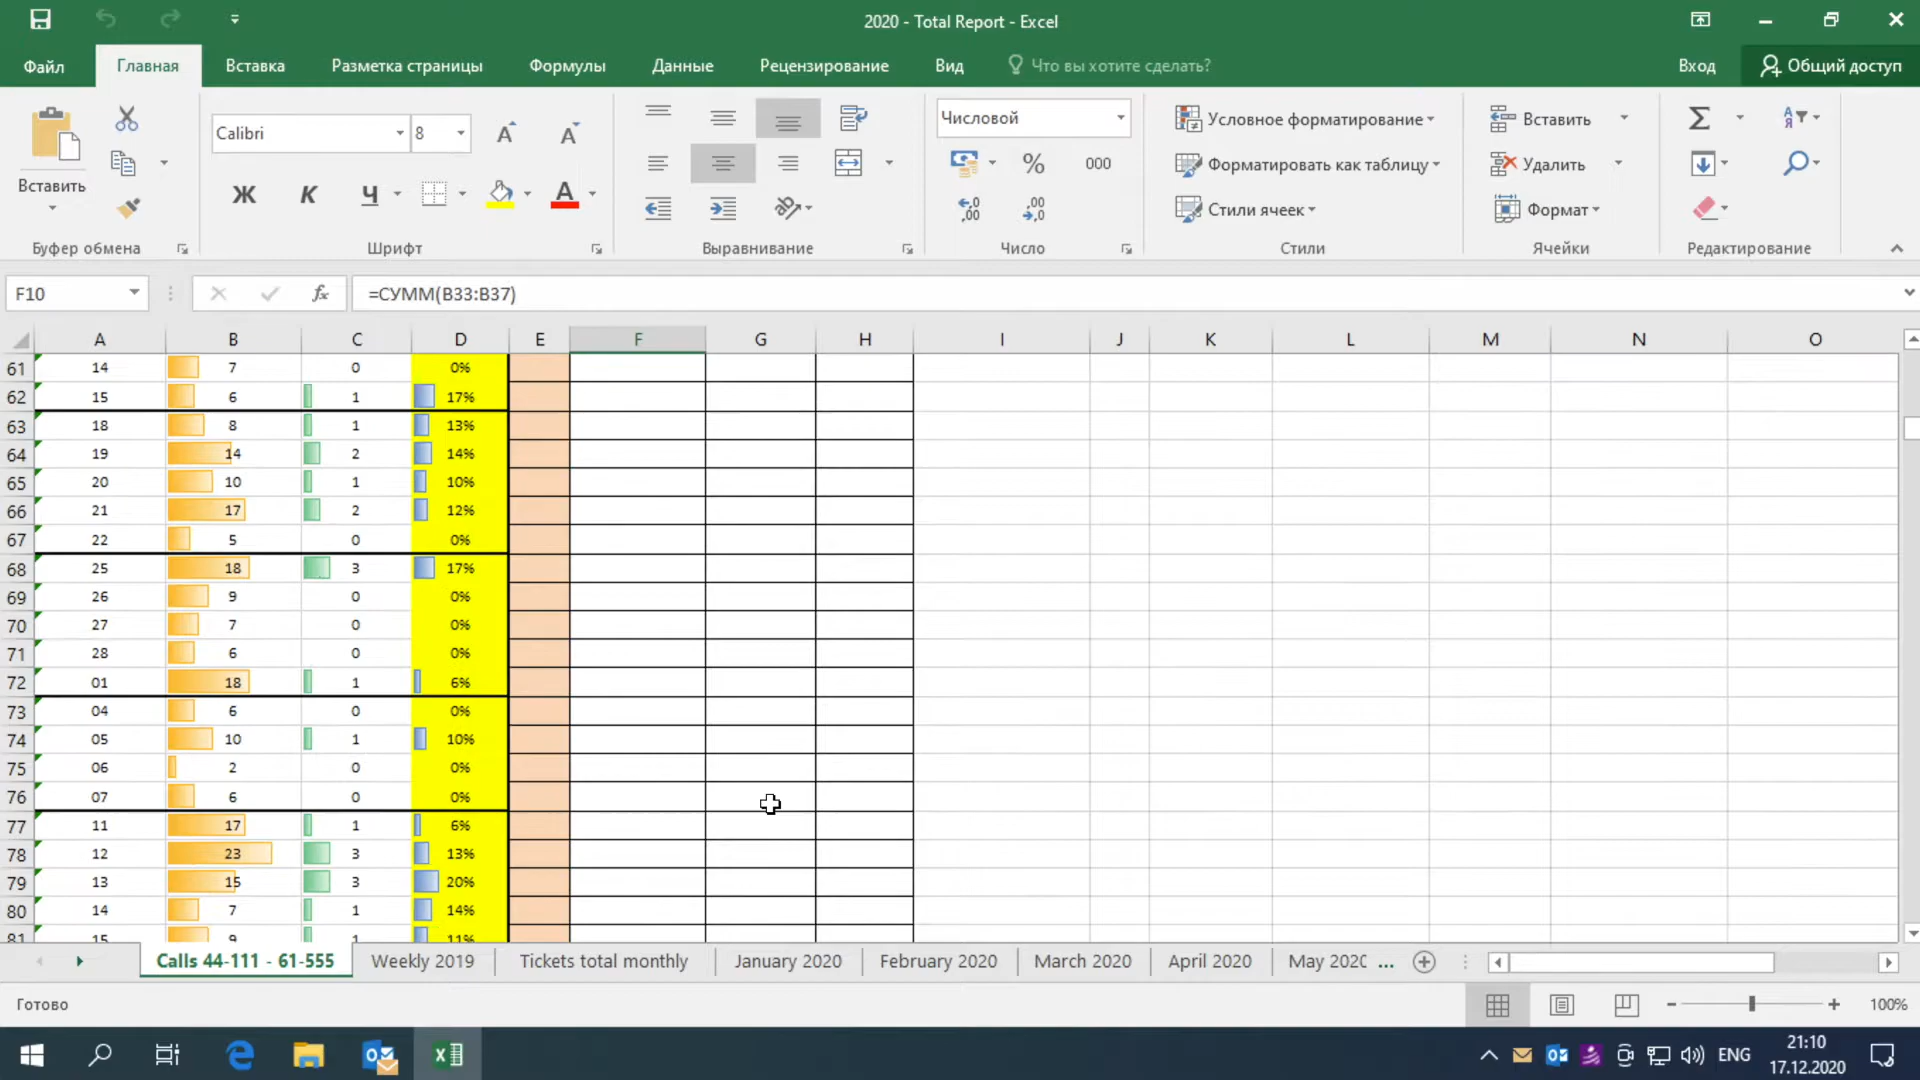 2020 - Total Report - Excel
Файл Главная Вставка Разметка страницы Формулы Данные Рецензирование Вид Что вы хотите сделать? Вход Общий доступ
Вставить
Calibri 8
Ж К Ч А
Числовой
% 000
Условное форматирование
Форматировать как таблицу
Стили ячеек
Вставить
Удалить
Формат
Буфер обмена Шрифт Выравнивание Число Стили Ячейки Редактирование
F10 fx =СУММ(B33:B37)
A B C D E F G H I J K L M N O
61 14 7 0 0%
62 15 6 1 17%
63 18 8 1 13%
64 19 14 2 14%
65 20 10 1 10%
66 21 17 2 12%
67 22 5 0 0%
68 25 18 3 17%
69 26 9 0 0%
70 27 7 0 0%
71 28 6 0 0%
72 01 18 1 6%
73 04 6 0 0%
74 05 10 1 10%
75 06 2 0 0%
76 07 6 0 0%
77 11 17 1 6%
78 12 23 3 13%
79 13 15 3 20%
80 14 7 1 14%
81 15 9 1 11%
Calls 44-111 - 61-555 Weekly 2019 Tickets total monthly January 2020 February 2020 March 2020 April 2020 May 2020 ...
Готово 100%
ENG 21:10
17.12.2020